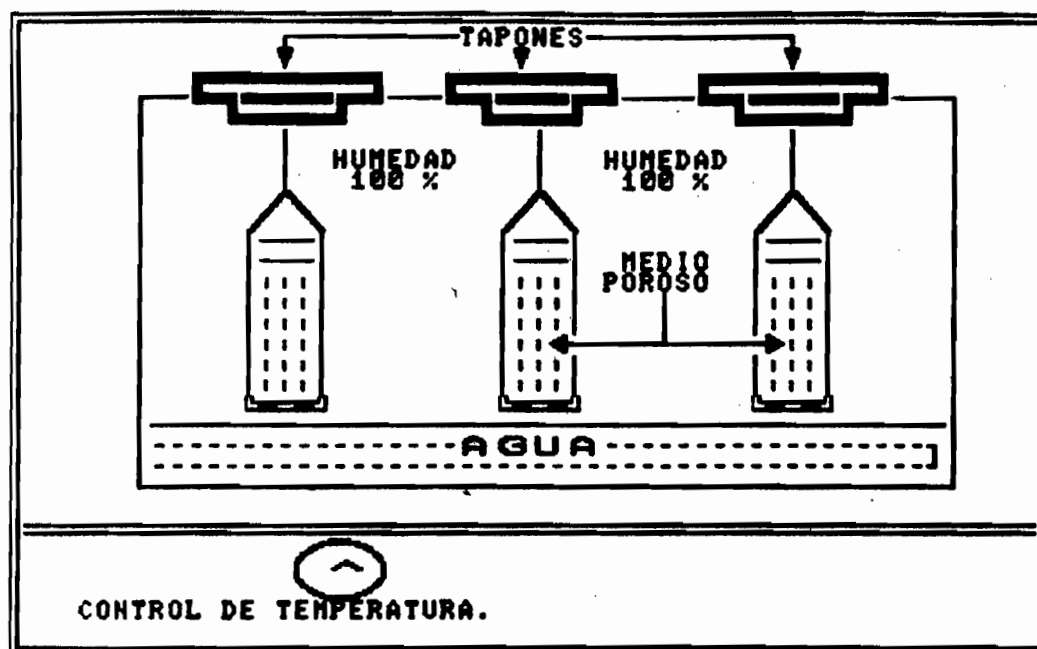 TAPONES
HUMEDAD
100 %
HUMEDAD
100 %
MEDIO
POROSO
AGUA
CONTROL DE TEMPERATURA.